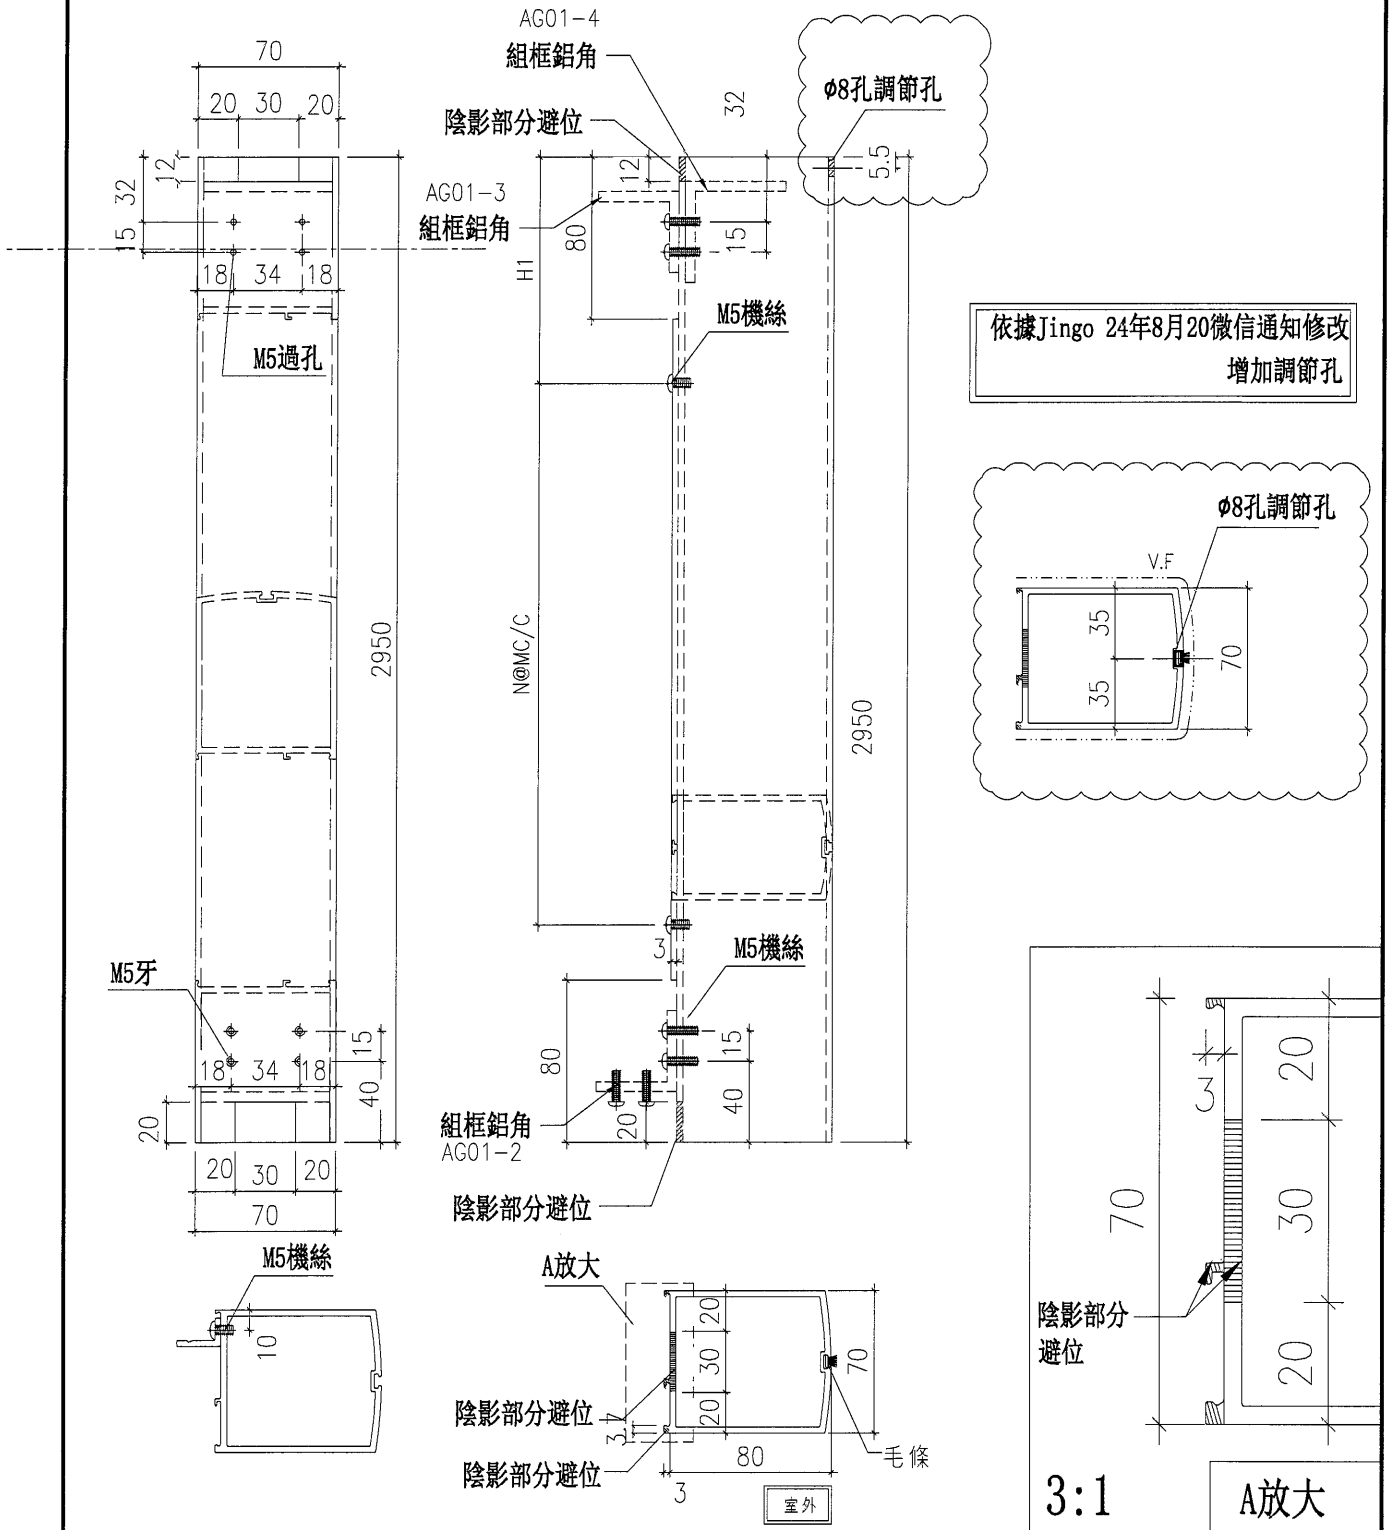 AG01-4
組框鋁角
70
20 30 20
陰影部分避位
32
ϕ8孔調節孔
12
32
15
AG01-3
組框鋁角
12
5.5
80
15
H1
18 34 18
M5過孔
M5機絲
依據Jingo 24年8月20微信通知修改
增加調節孔
ϕ8孔調節孔
V.F
35
35
70
2950
N@MC/C
2950
3
M5機絲
M5牙
15
18 34 18
40
20
80
15
40
20
組框鋁角
AG01-2
20 30 20
70
陰影部分避位
M5機絲
10
A放大
20
30
20
70
陰影部分避位
3
陰影部分避位
80
3
毛條
室外
3
20
70
30
陰影部分
避位
20
3:1
A放大